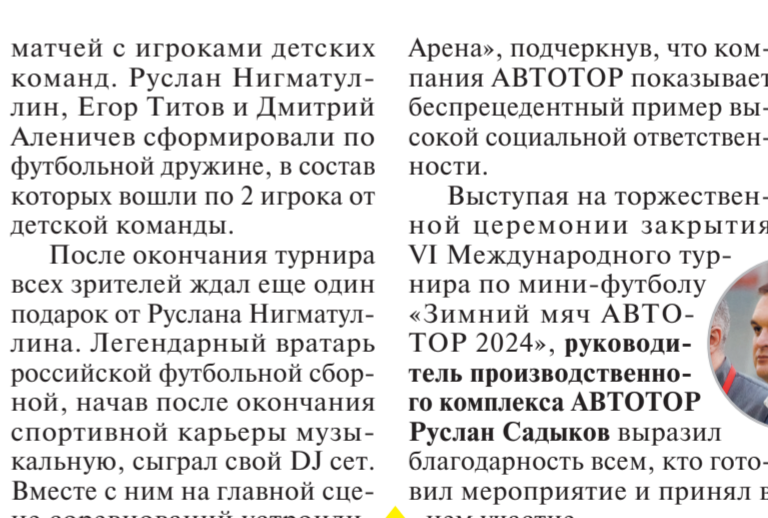 матчей с игроками детских
команд. Руслан Нигматул-
лин, Егор Титов и Дмитрий
Аленичев сформировали по
футбольной дружине, в состав
которых вошли по 2 игрока от
детской команды.
После окончания турнира
всех зрителей ждал еще один
подарок от Руслана Нигматул-
лина. Легендарный вратарь
российской футбольной сбор-
ной, начав после окончания
спортивной карьеры музы-
кальную, сыграл свой DJ сет.
Вместе с ним на главной сце-
не соревнований устроили
Арена», подчеркнув, что ком-
пания АВТОТОР показывает
беспрецедентный пример вы-
сокой социальной ответствен-
ности.
Выступая на торжествен-
ной церемонии закрытия
VI Международного тур-
нира по мини-футболу
«Зимний мяч АВТО-
ТОР 2024», руководи-
тель производственно-
го комплекса АВТОТОР
Руслан Садыков выразил
благодарность всем, кто гото-
вил мероприятие и принял в
нем участие